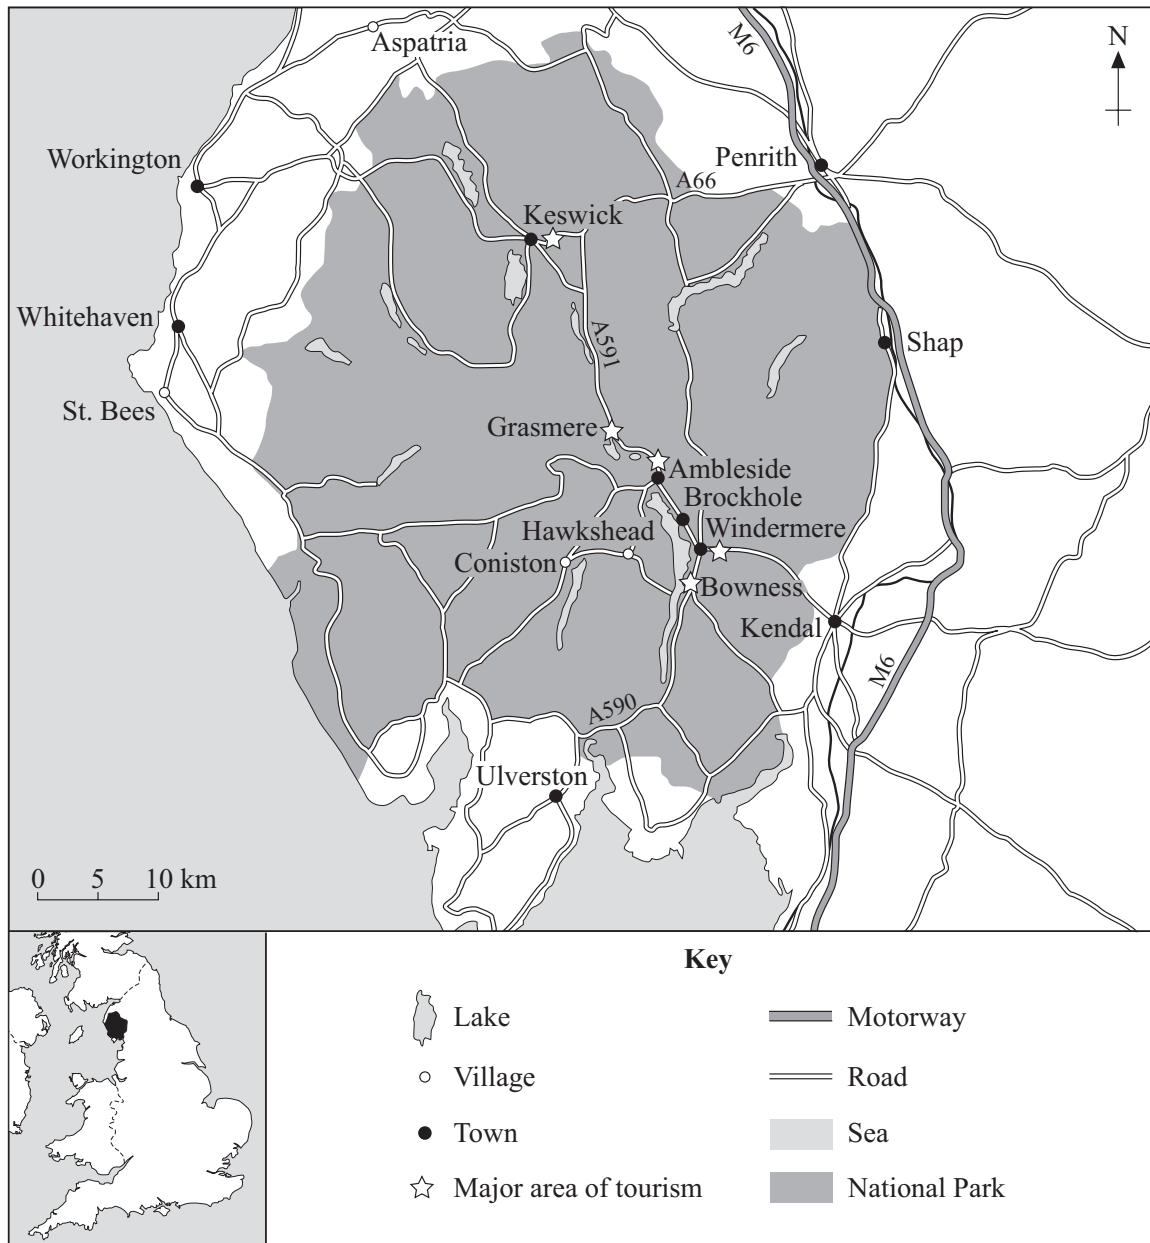 Aspatria
M6
N
Workington
Penrith
A66
Keswick
Whitehaven
A591
Shap
St. Bees
Grasmere
Ambleside
Brockhole
Hawkshead
Windermere
Coniston
Bowness
Kendal
M6
A590
Ulverston
0 5 10 km
Key
Lake
Motorway
Village
Road
Town
Sea
Major area of tourism
National Park